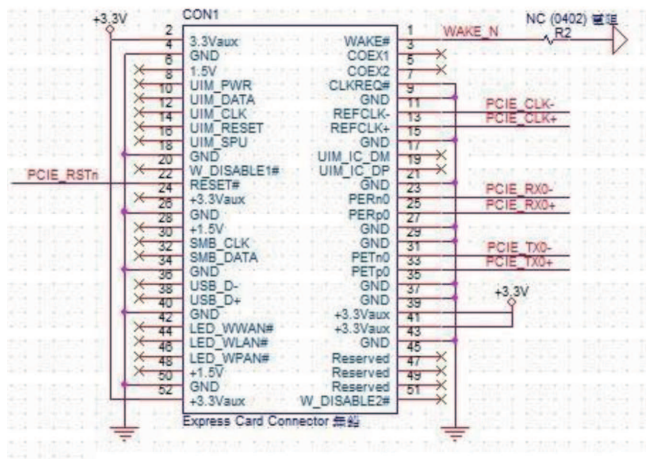 +3.3V
CON1
NC (0402)
R2
WAKE_N
2 3.3Vaux
4 GND
6 1.5V
8 UIM_PWR
10 UIM_DATA
12 UIM_CLK
14 UIM_RESET
16 UIM_SPU
18 GND
20 W_DISABLE1#
PCIE_RSTn
22 RESET#
24 +3.3Vaux
26 GND
28 +1.5V
30 SMB_CLK
32 SMB_DATA
34 GND
36 USB_D-
38 USB_D+
40 GND
42 LED_WWAN#
44 LED_WLAN#
46 LED_WPAN#
48 +1.5V
50 GND
52 +3.3Vaux
WAKE# 1
COEX1 3
COEX2 5
CLKREQ# 7
GND 9
REFCLK- 11 PCIE_CLK-
REFCLK+ 13 PCIE_CLK+
GND 15
UIM_IC_DM 17
UIM_IC_DP 19
GND 21
PERn0 23 PCIE_RX0-
PERp0 25 PCIE_RX0+
GND 27
GND 29
PETn0 31 PCIE_TX0-
PETp0 33 PCIE_TX0+
GND 35
GND 37
+3.3Vaux 39
+3.3V
+3.3Vaux 41
GND 43
Reserved 45
Reserved 47
Reserved 49
W_DISABLE2# 51
Express Card Connector 無鉛